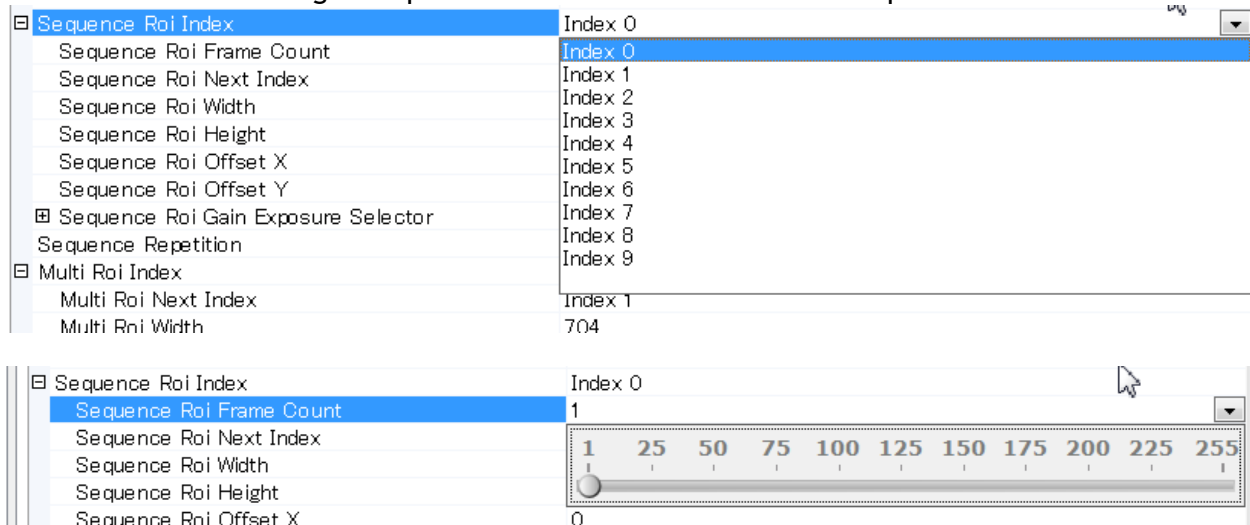 Sequence Roi Index Index 0
Sequence Roi Frame Count Index 0
Sequence Roi Next Index Index 1
Sequence Roi Width Index 2
Sequence Roi Height Index 3
Sequence Roi Offset X Index 4
Sequence Roi Offset Y Index 5
Index 6
Sequence Roi Gain Exposure Selector Index 7
Sequence Repetition Index 8
Multi Roi Index Index 9
Multi Roi Next Index Index 1
Multi Roi Width 704
Sequence Roi Index Index 0
Sequence Roi Frame Count 1
Sequence Roi Next Index 1 25 50 75 100 125 150 175 200 225 255
Sequence Roi Width
Sequence Roi Height
Sequence Roi Offset X 0